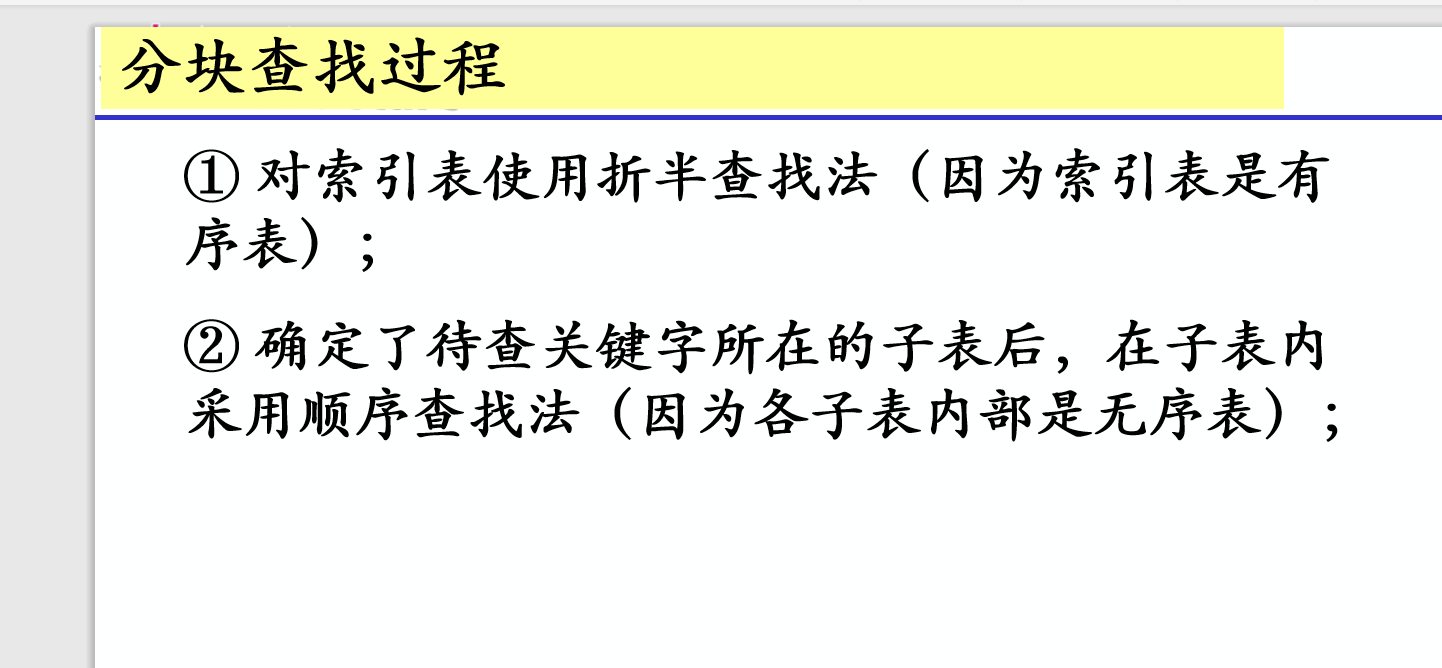 分块查找过程
① 对索引表使用折半查找法（因为索引表是有
序表）；
② 确定了待查关键字所在的子表后，在子表内
采用顺序查找法（因为各子表内部是无序表）；